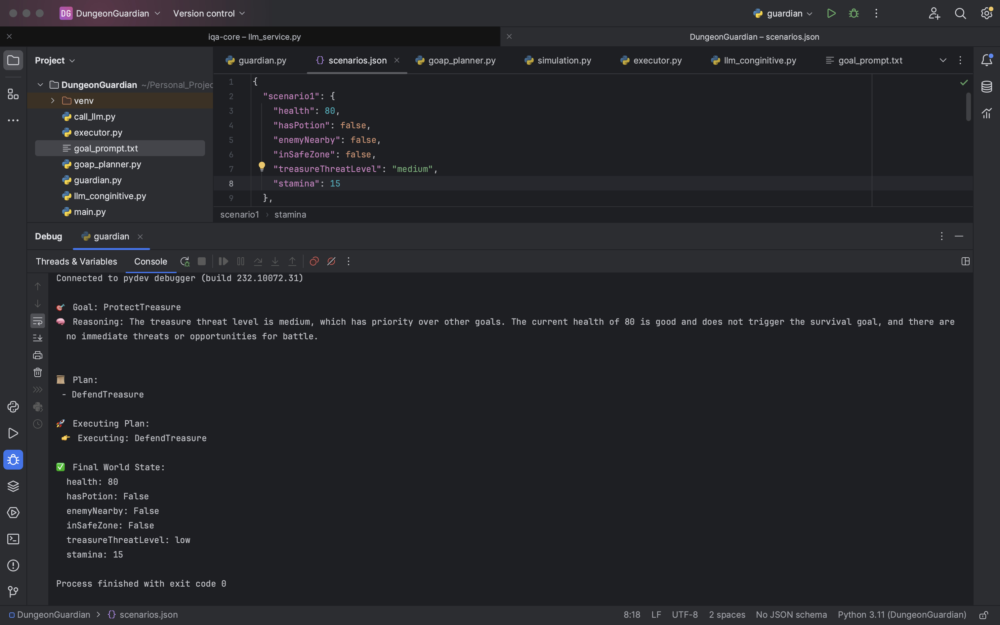 DG DungeonGuardian Version control guardian
iqa-core – llm_service.py DungeonGuardian – scenarios.json
Project guardian.py {} scenarios.json goap_planner.py simulation.py executor.py llm_conginitive.py goal_prompt.txt
DungeonGuardian ~/Personal_Projec
venv
call_llm.py
executor.py
goal_prompt.txt
goap_planner.py
guardian.py
llm_conginitive.py
main.py
1 {
2 "scenario1": {
3 "health": 80,
4 "hasPotion": false,
5 "enemyNearby": false,
6 "inSafeZone": false,
7 "treasureThreatLevel": "medium",
8 "stamina": 15
9 },
scenario1 › stamina
Debug guardian
Threads & Variables Console
Connected to pydev debugger (build 232.10072.31)
🎯 Goal: ProtectTreasure
🧠 Reasoning: The treasure threat level is medium, which has priority over other goals. The current health of 80 is good and does not trigger the survival goal, and there are
no immediate threats or opportunities for battle.
📜 Plan:
- DefendTreasure
🚀 Executing Plan:
👉 Executing: DefendTreasure
✅ Final World State:
health: 80
hasPotion: False
enemyNearby: False
inSafeZone: False
treasureThreatLevel: low
stamina: 15
Process finished with exit code 0
DungeonGuardian › {} scenarios.json 8:18 LF UTF-8 2 spaces No JSON schema Python 3.11 (DungeonGuardian)